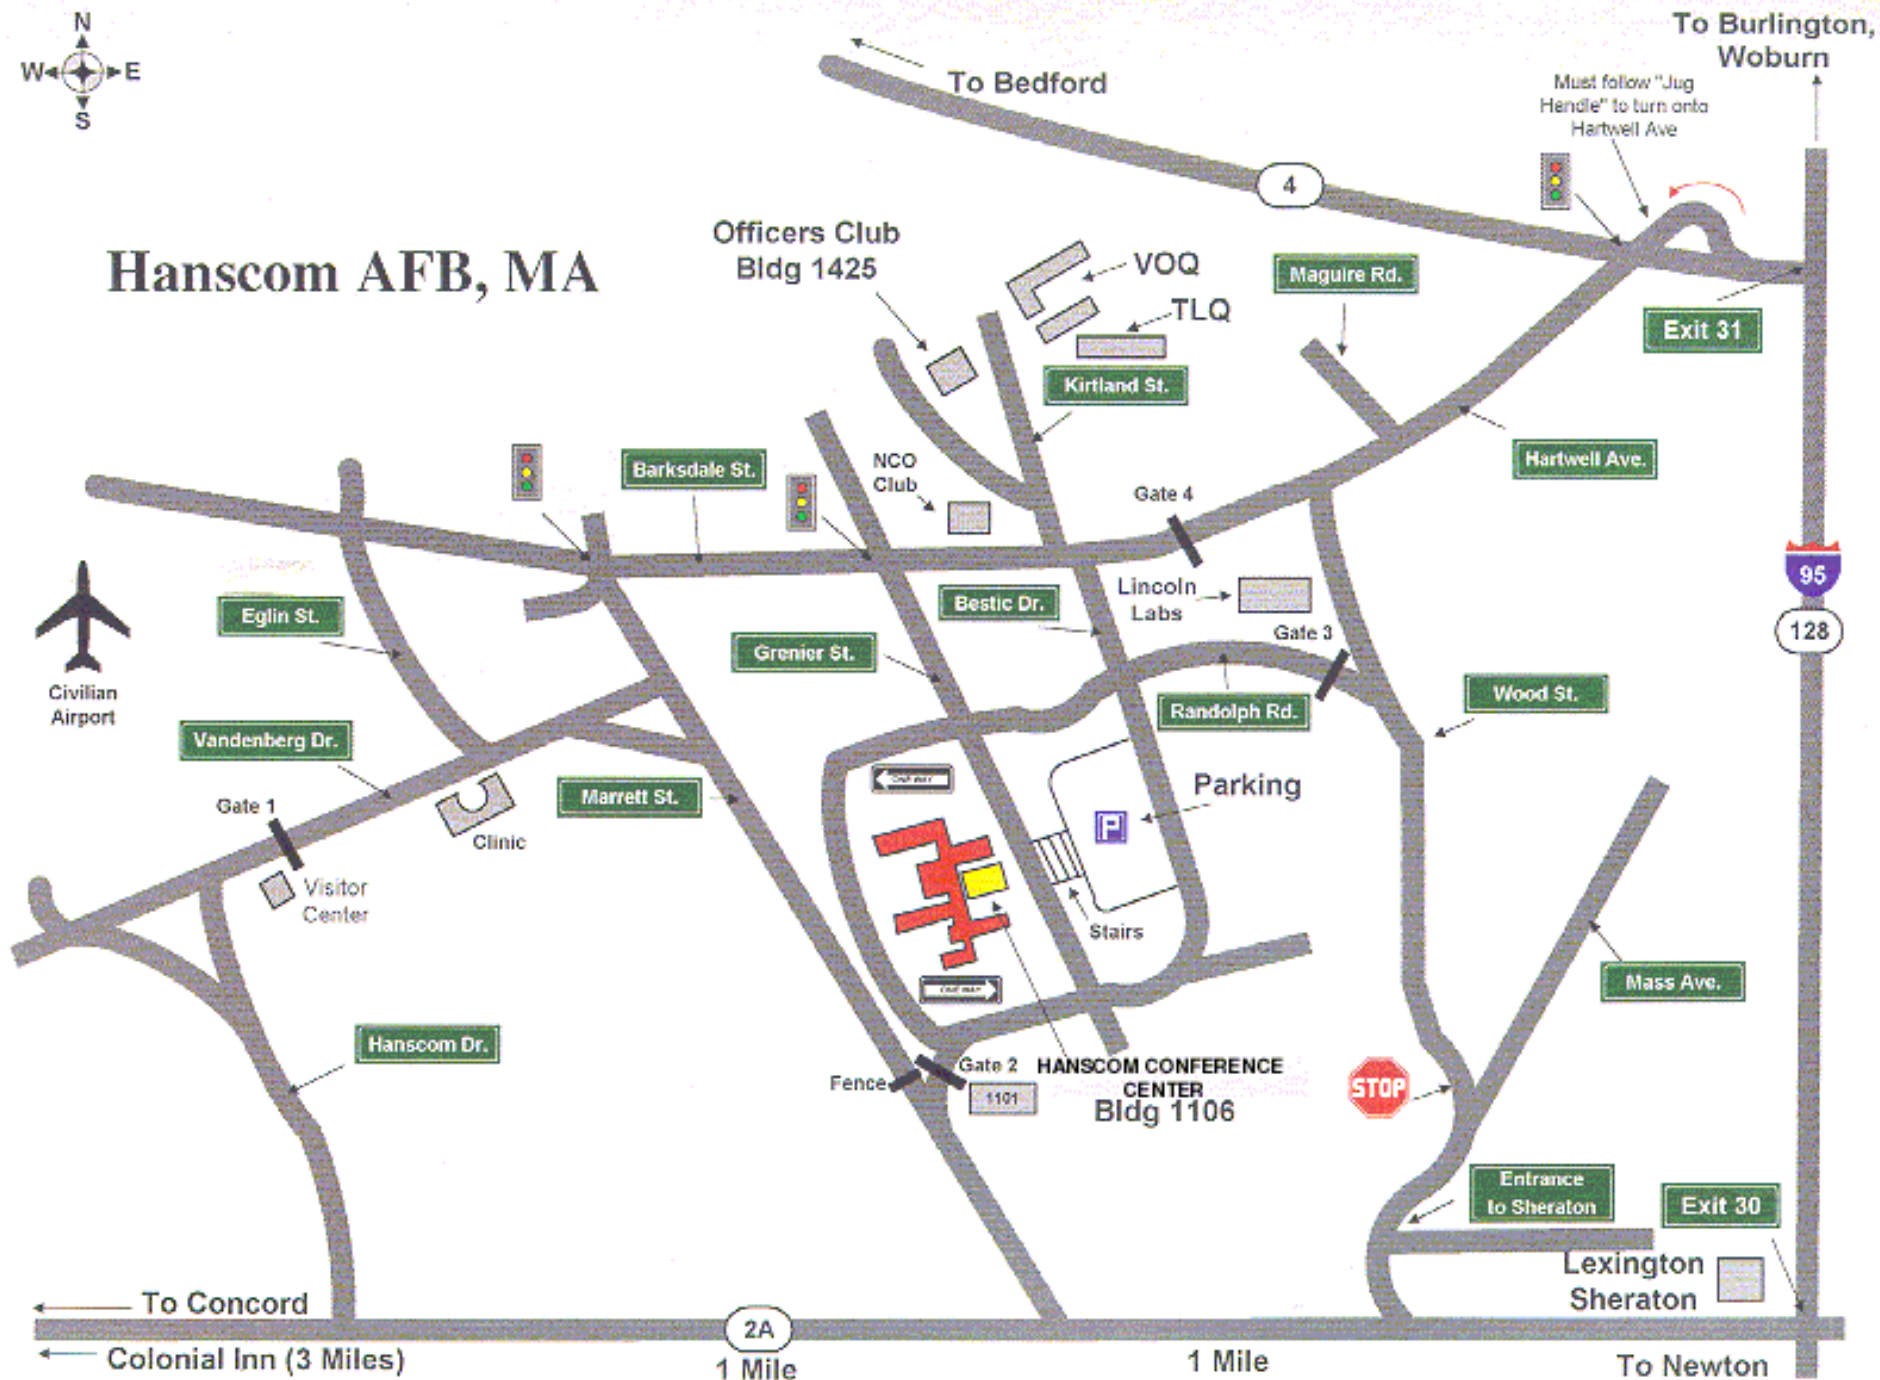 N
W
E
S
To Burlington,
Woburn
To Bedford
Must follow "Jug
Handle" to turn onto
Hartwell Ave
4
Hanscom AFB, MA
Officers Club
Bldg 1425
VOQ
TLQ
Maguire Rd.
Exit 31
Kirtland St.
Hartwell Ave.
Barksdale St.
NCO
Club
Gate 4
95
128
Lincoln
Labs
Gate 3
Bestic Dr.
Eglin St.
Grenier St.
Civilian
Airport
Wood St.
Randolph Rd.
Vandenberg Dr.
ONE WAY
Parking
P
Marrett St.
Gate 1
Clinic
Visitor
Center
Stairs
Mass Ave.
ONE WAY
Hanscom Dr.
Fence
Gate 2
1101
HANSCOM CONFERENCE
CENTER
Bldg 1106
STOP
Entrance
to Sheraton
Exit 30
Lexington
Sheraton
To Concord
2A
Colonial Inn (3 Miles)
1 Mile
1 Mile
To Newton